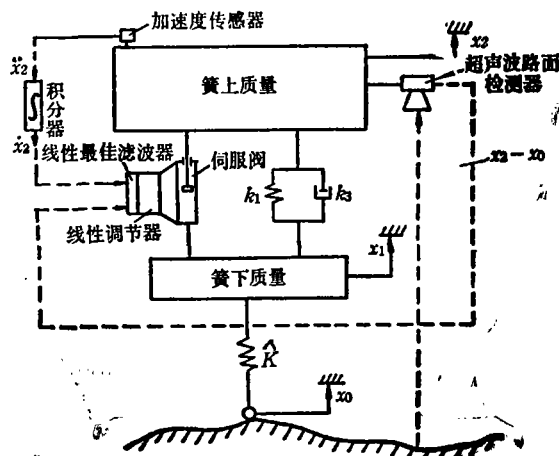 加速度传感器
x₂
ẍ₂
簧上质量
超声波路面
检测器
积分器
ẋ₂
线性最佳滤波器
伺服阀
x₂−x₀
k₁
k₃
线性调节器
x₁
簧下质量
K̂
x₀